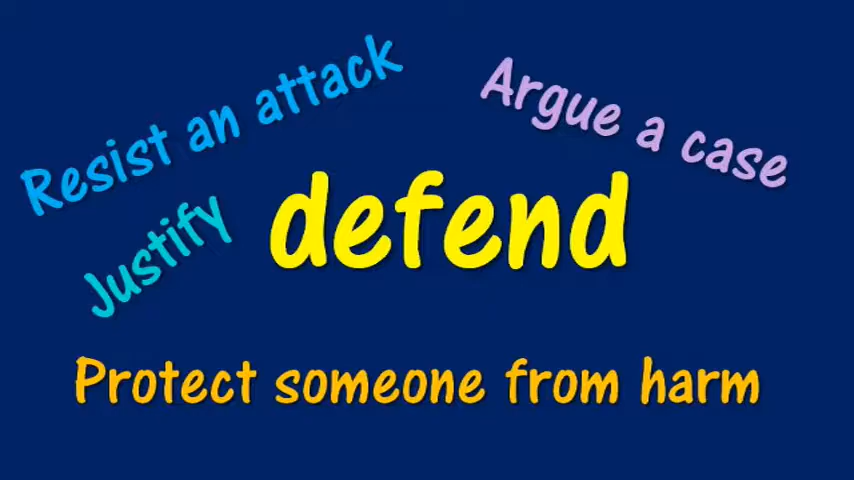 Resist an attack
Argue a case
Justify
defend
Protect someone from harm